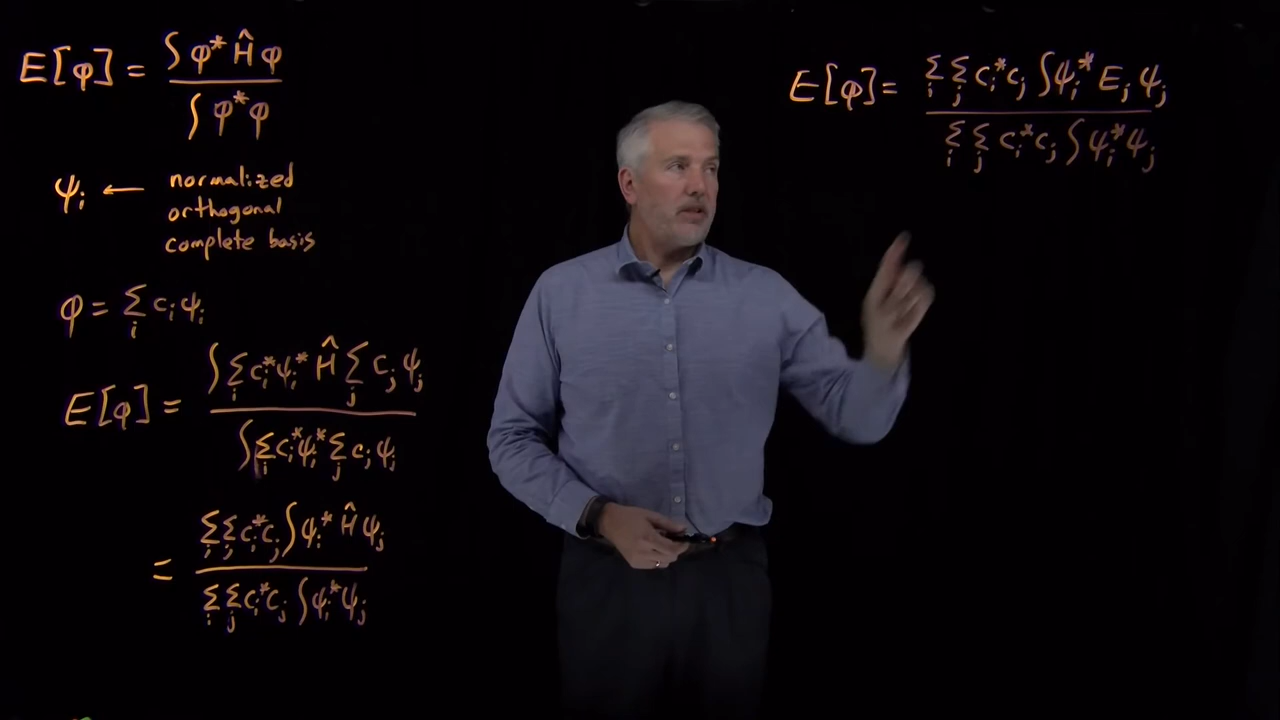 E[φ] = ∫ φ* Ĥ φ / ∫ φ* φ
ψᵢ ← normalized
orthogonal
complete basis
φ = Σᵢ cᵢ ψᵢ
E[φ] = ∫ Σᵢ cᵢ* ψᵢ* Ĥ Σⱼ cⱼ ψⱼ / ∫ Σᵢ cᵢ* ψᵢ* Σⱼ cⱼ ψⱼ
= Σᵢ Σⱼ cᵢ* cⱼ ∫ ψᵢ* Ĥ ψⱼ / Σᵢ Σⱼ cᵢ* cⱼ ∫ ψᵢ* ψⱼ
E[φ] = Σᵢ Σⱼ cᵢ* cⱼ ∫ ψᵢ* Eⱼ ψⱼ / Σᵢ Σⱼ cᵢ* cⱼ ∫ ψᵢ* ψⱼ